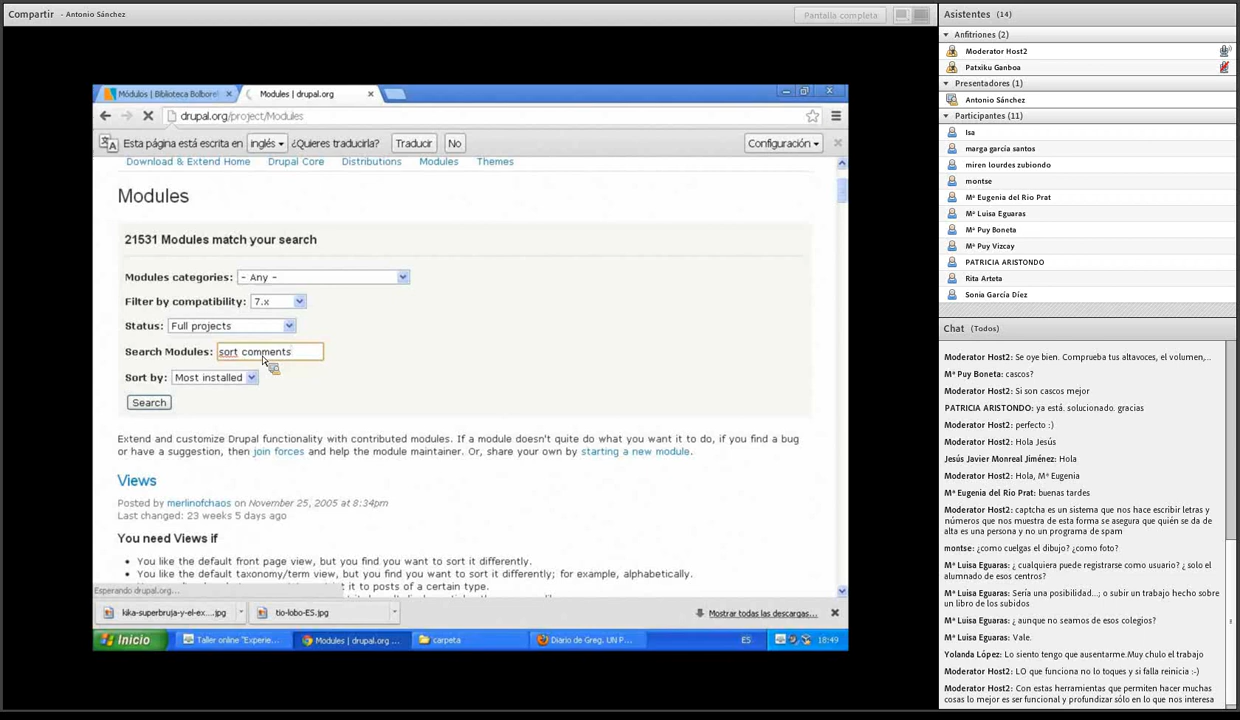 Compartir - Antonio Sánchez
Pantalla completa
Módulos | Biblioteca Bolbore
Modules | drupal.org
drupal.org/project/Modules
Esta página está escrita en inglés ¿Quieres traducirla? Traducir No Configuración
Download & Extend Home Drupal Core Distributions Modules Themes
Modules
21531 Modules match your search
Modules categories: - Any -
Filter by compatibility: 7.x
Status: Full projects
Search Modules: sort comments
Sort by: Most installed
Search
Extend and customize Drupal functionality with contributed modules. If a module doesn't quite do what you want it to do, if you find a bug
or have a suggestion, then join forces and help the module maintainer. Or, share your own by starting a new module.
Views
Posted by merlinofchaos on November 25, 2005 at 8:34pm
Last changed: 23 weeks 5 days ago
You need Views if
You like the default front page view, but you find you want to sort it differently.
You like the default taxonomy/term view, but you find you want to sort it differently; for example, alphabetically.
it to posts of a certain type.
Esperando drupal.org...
kika-superbruja-y-el-ex....jpg
tio-lobo-ES.jpg
Mostrar todas las descargas...
Inicio
Taller online "Experie...
Modules | drupal.org ...
carpeta
Diario de Greg. UN P...
ES
18:49
Asistentes (14)
Anfitriones (2)
Moderator Host2
Patxiku Ganboa
Presentadores (1)
Antonio Sánchez
Participantes (11)
Isa
marga garcia santos
miren lourdes zubiondo
montse
Mª Eugenia del Rio Prat
Mª Luisa Eguaras
Mª Puy Boneta
Mª Puy Vizcay
PATRICIA ARISTONDO
Rita Arteta
Sonia García Díez
Chat (Todos)
Moderator Host2: Se oye bien. Comprueba tus altavoces, el volumen,...
Mª Puy Boneta: cascos?
Moderator Host2: Si son cascos mejor
PATRICIA ARISTONDO: ya está. solucionado. gracias
Moderator Host2: perfecto :)
Moderator Host2: Hola Jesús
Jesús Javier Monreal Jiménez: Hola
Moderator Host2: Hola, Mª Eugenia
Mª Eugenia del Rio Prat: buenas tardes
Moderator Host2: captcha es un sistema que nos hace escribir letras y
números que nos muestra de esta forma se asegura que quién se da de
alta es una persona y no un programa de spam
montse: ¿como cuelgas el dibujo? ¿como foto?
Mª Luisa Eguaras: ¿ cualquiera puede registrarse como usuario? ¿ solo el
alumnado de esos centros?
Mª Luisa Eguaras: Sería una posibilidad...; o subir un trabajo hecho sobre
un libro de los subidos
Mª Luisa Eguaras: ¿ aunque no seamos de esos colegios?
Mª Luisa Eguaras: Vale.
Yolanda López: Lo siento tengo que ausentarme.Muy chulo el trabajo
Moderator Host2: LO que funciona no lo toques y si falla reinicia :-)
Moderator Host2: Con estas herramientas que permiten hacer muchas
cosas lo mejor es ser funcional y profundizar sólo en lo que nos interesa